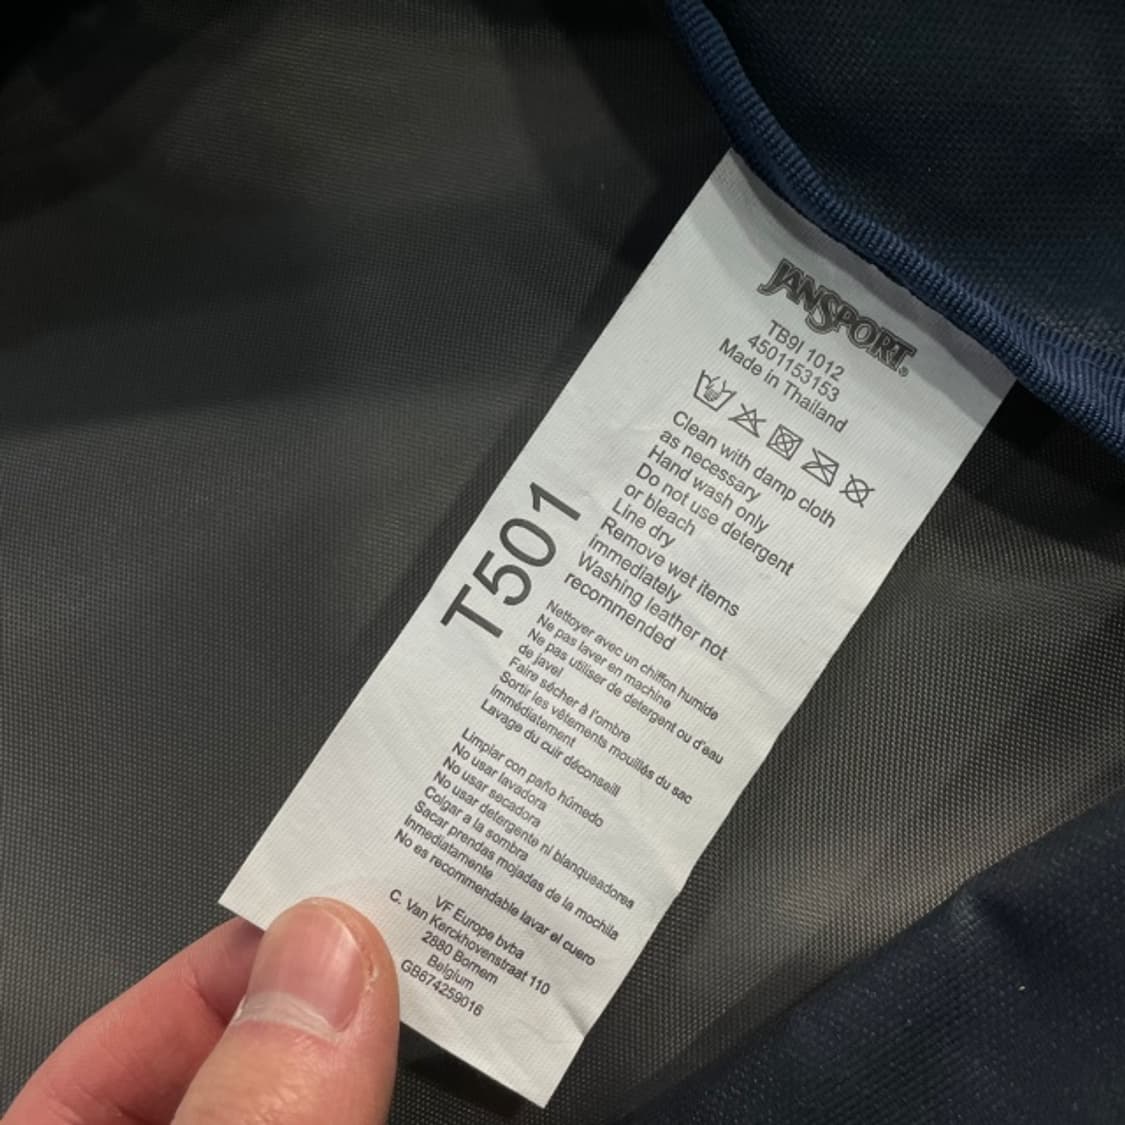 JANSPORT®
TB9I 1012
4501153153
Made in Thailand
Clean with damp cloth
as necessary
Hand wash only
Do not use detergent
or bleach
Line dry
Remove wet items
immediately
Washing leather not
recommended
T501
Nettoyer avec un chiffon humide
Ne pas laver en machine
Ne pas utiliser de detergent ou d'eau
de javel
Faire sécher à l'ombre
Sortir les vêtements mouillés du sac
immédiatement
Lavage du cuir déconseill
Limpiar con paño húmedo
No usar lavadora
No usar secadora
No usar detergente ni blanqueadores
Colgar a la sombra
Sacar prendas mojadas de la mochila
inmediatamente
No es recommendable lavar el cuero
VF Europe bvba
C. Van Kerckhovenstraat 110
2880 Bornem
Belgium
GB674259016